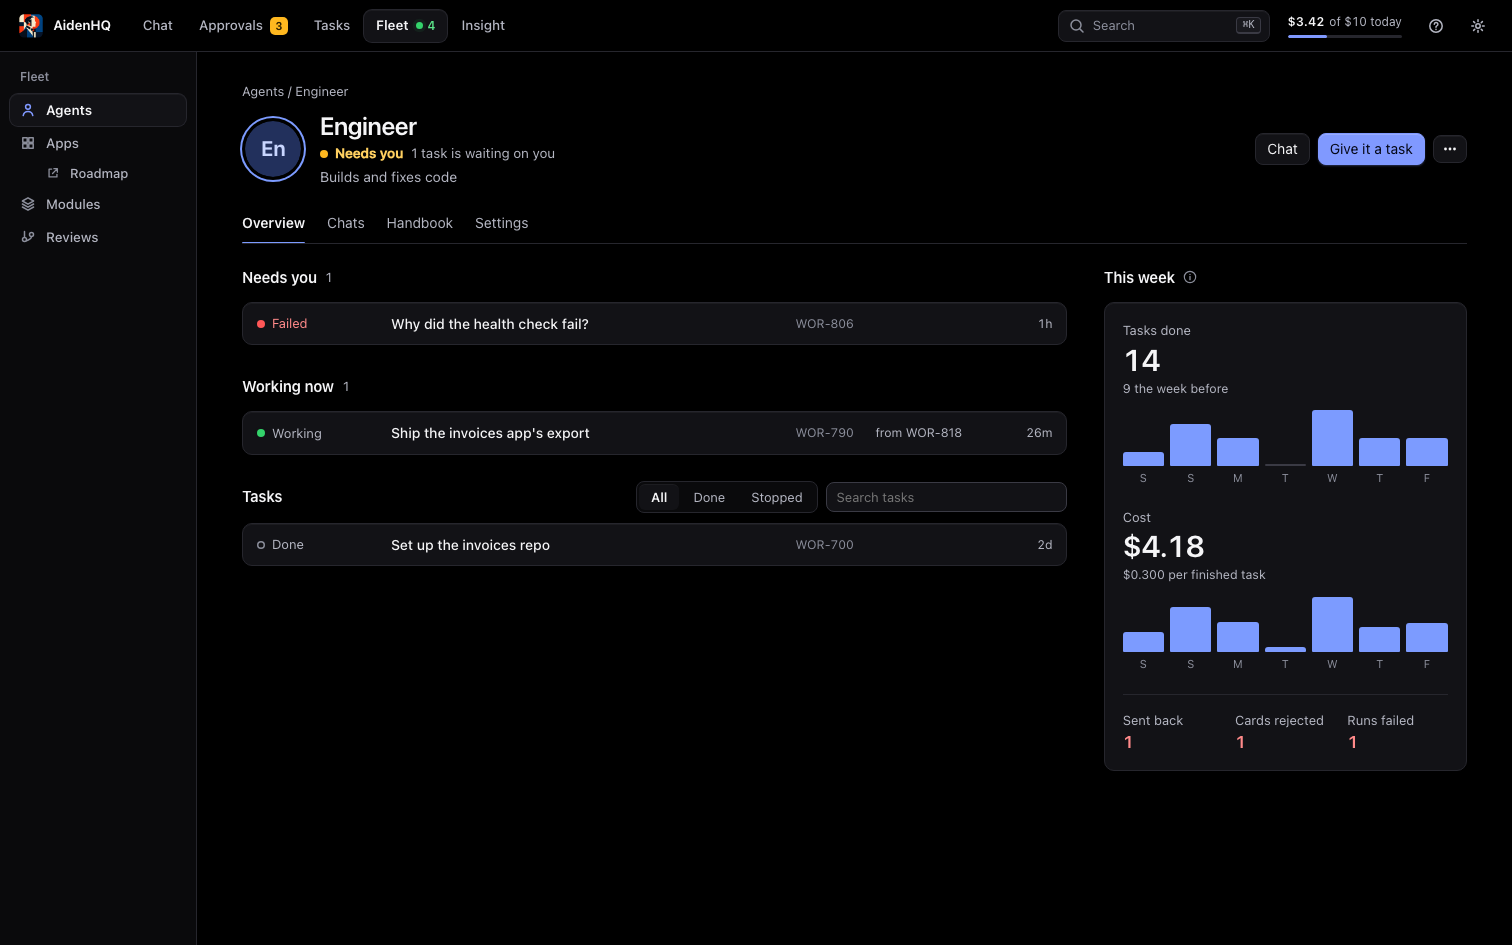 AidenHQ Chat Approvals 3 Tasks Fleet 4 Insight Search ⌘K $3.42 of $10 today
Fleet
Agents
Apps
Roadmap
Modules
Reviews
Agents / Engineer
En
Engineer
Needs you 1 task is waiting on you
Builds and fixes code
Chat Give it a task
Overview Chats Handbook Settings
Needs you 1
Failed Why did the health check fail? WOR-806 1h
Working now 1
Working Ship the invoices app's export WOR-790 from WOR-818 26m
Tasks All Done Stopped Search tasks
Done Set up the invoices repo WOR-700 2d
This week
Tasks done
14
9 the week before
S S M T W T F
Cost
$4.18
$0.300 per finished task
S S M T W T F
Sent back Cards rejected Runs failed
1 1 1